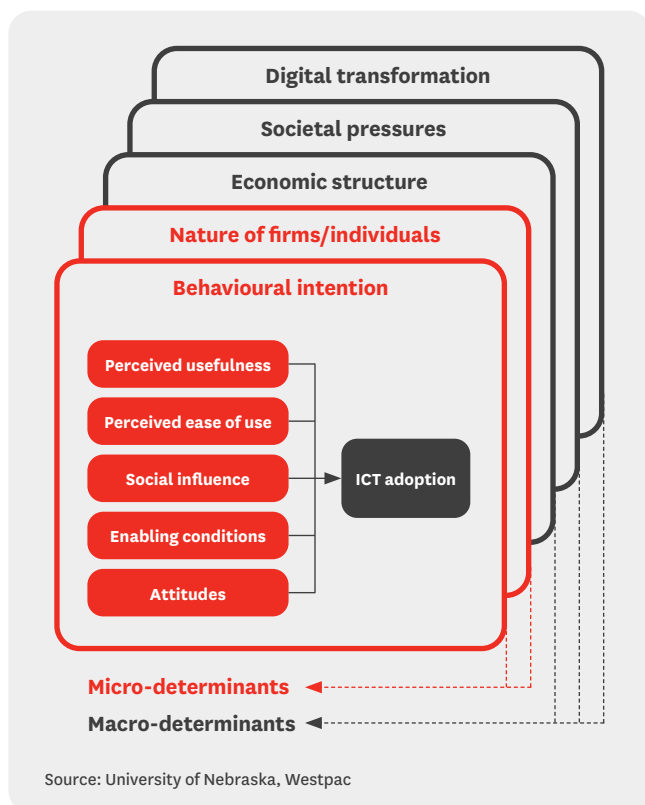 Digital transformation
Societal pressures
Economic structure
Nature of firms/individuals
Behavioural intention
Perceived usefulness
Perceived ease of use
Social influence
Enabling conditions
Attitudes
ICT adoption
Micro-determinants
Macro-determinants
Source: University of Nebraska, Westpac